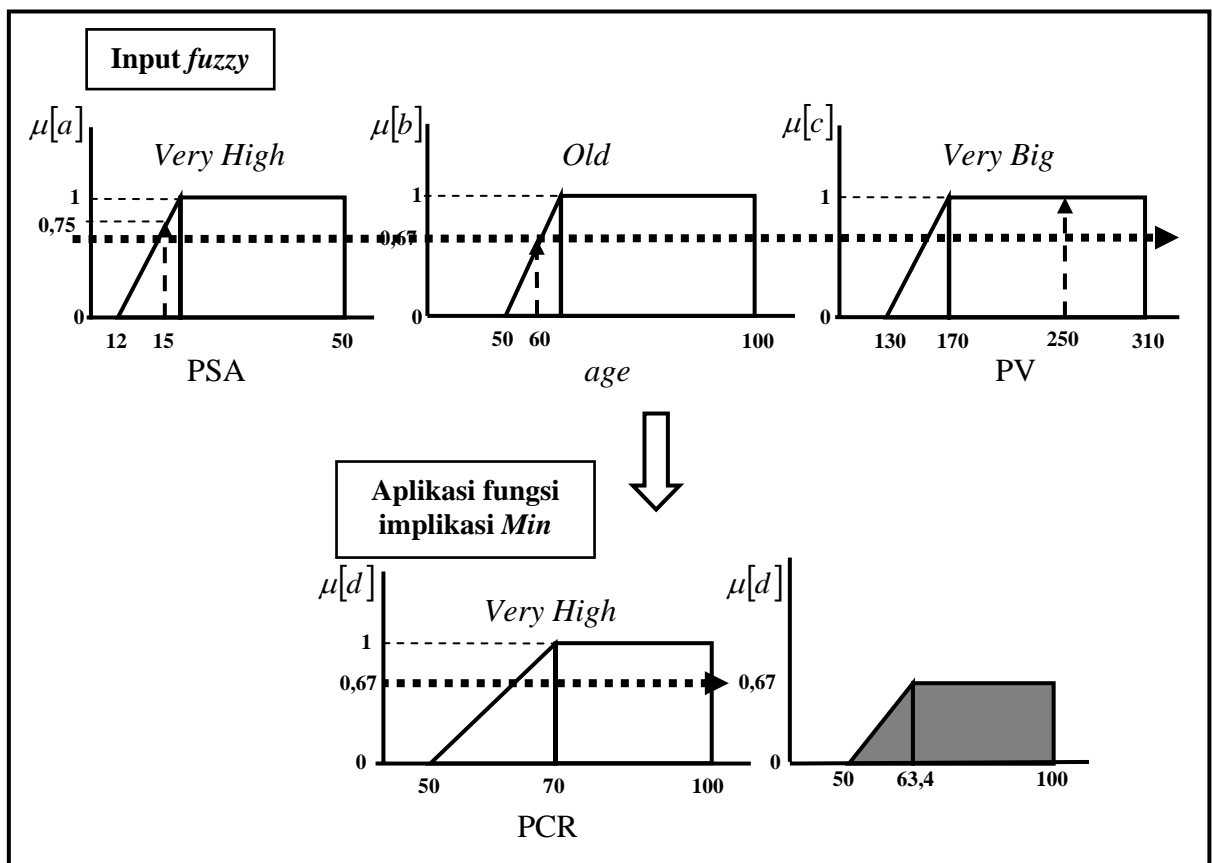 Input fuzzy
μ[a]
Very High
1
0,75
0
12 15 50
PSA
μ[b]
Old
1
0,67
0
50 60 100
age
μ[c]
Very Big
1
0
130 170 250 310
PV
Aplikasi fungsi
implikasi Min
μ[d]
Very High
1
0,67
0
50 70 100
PCR
μ[d]
0,67
0
50 63,4 100